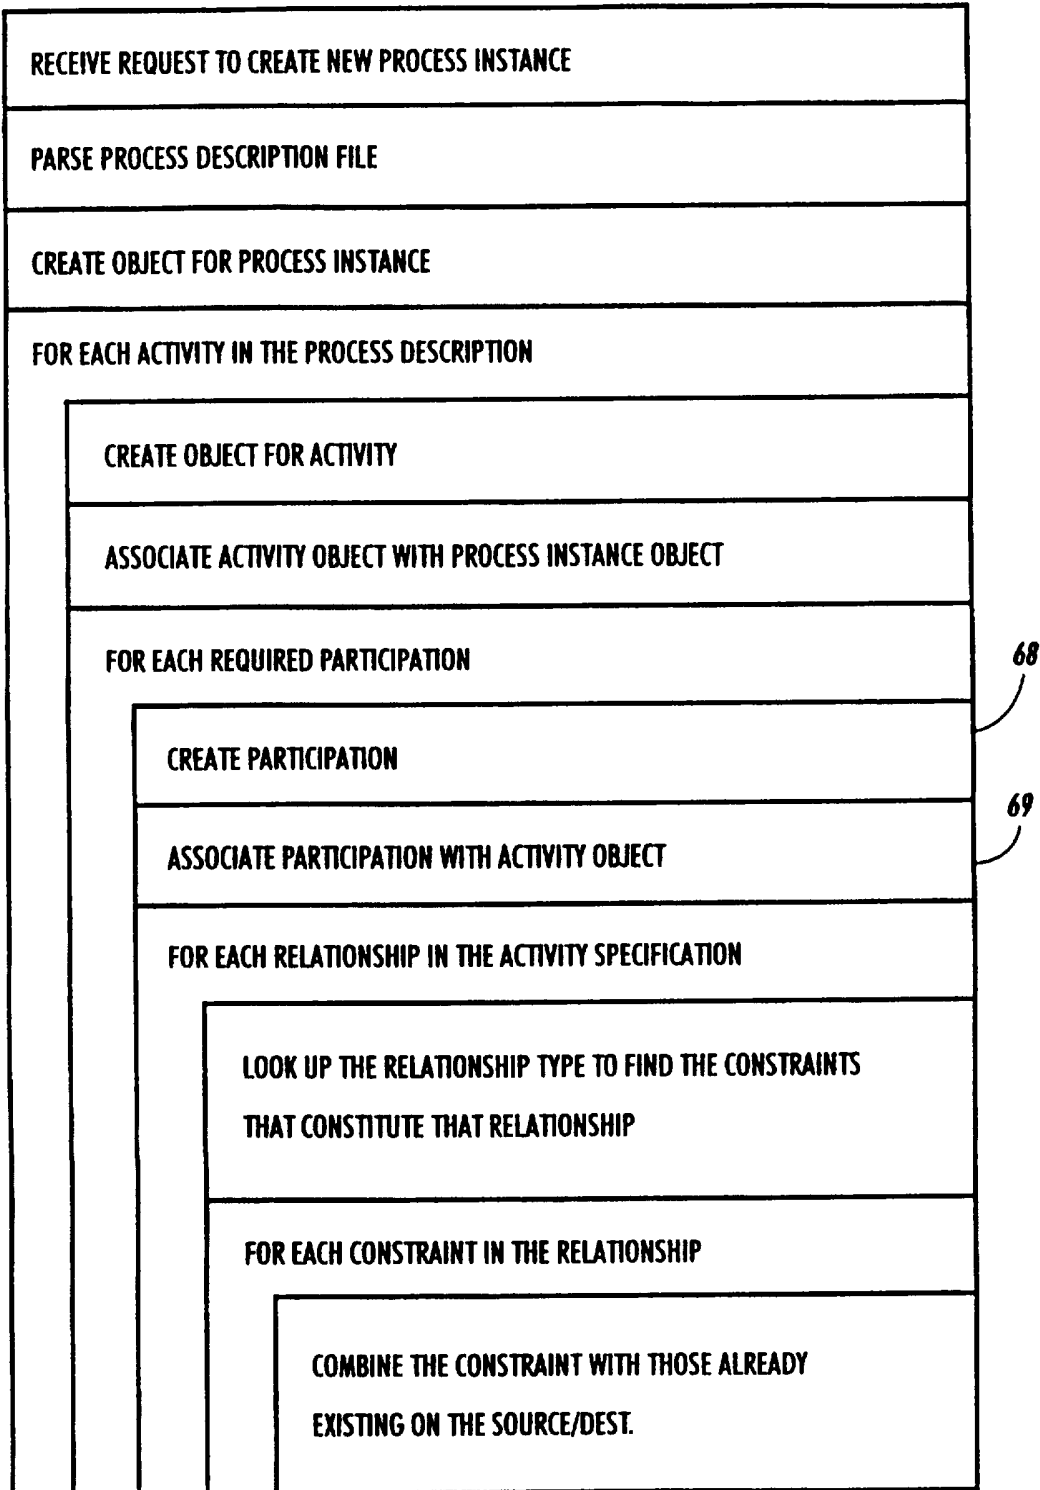 RECEIVE REQUEST TO CREATE NEW PROCESS INSTANCE
PARSE PROCESS DESCRIPTION FILE
CREATE OBJECT FOR PROCESS INSTANCE
FOR EACH ACTIVITY IN THE PROCESS DESCRIPTION
CREATE OBJECT FOR ACTIVITY
ASSOCIATE ACTIVITY OBJECT WITH PROCESS INSTANCE OBJECT
FOR EACH REQUIRED PARTICIPATION
68
CREATE PARTICIPATION
69
ASSOCIATE PARTICIPATION WITH ACTIVITY OBJECT
FOR EACH RELATIONSHIP IN THE ACTIVITY SPECIFICATION
LOOK UP THE RELATIONSHIP TYPE TO FIND THE CONSTRAINTS
THAT CONSTITUTE THAT RELATIONSHIP
FOR EACH CONSTRAINT IN THE RELATIONSHIP
COMBINE THE CONSTRAINT WITH THOSE ALREADY
EXISTING ON THE SOURCE/DEST.